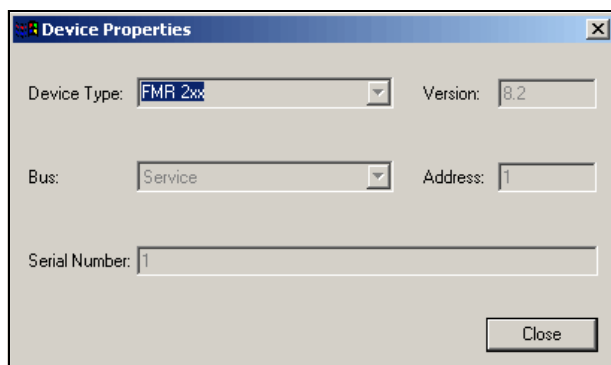 Device Properties
Device Type: FMR 2xx Version: 8.2
Bus: Service Address: 1
Serial Number: 1
Close